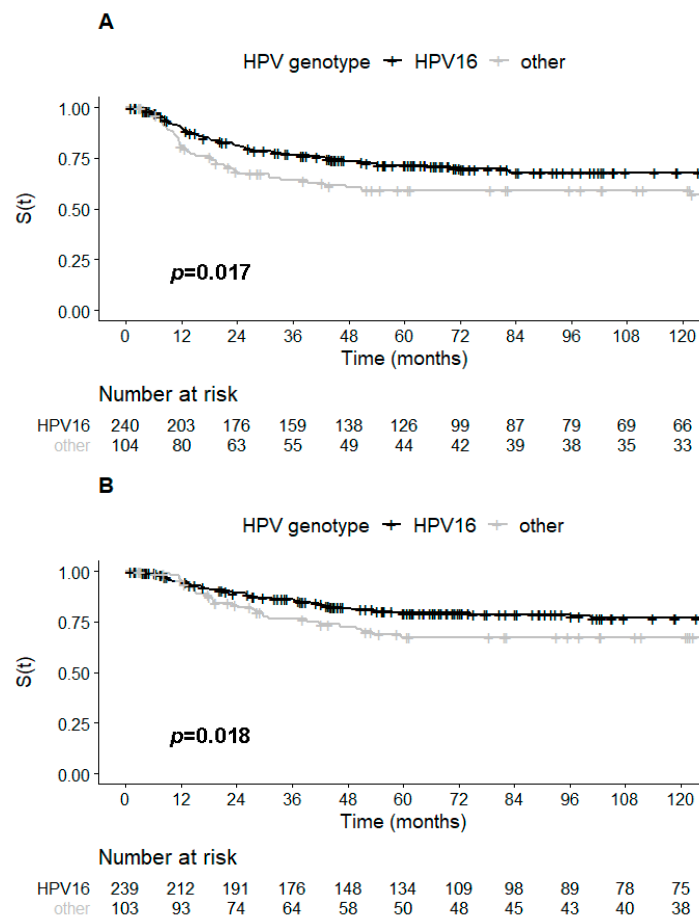 A
HPV genotype HPV16 other
1.00
0.75
0.50
0.25
0.00
S(t)
p=0.017
0 12 24 36 48 60 72 84 96 108 120
Time (months)
Number at risk
HPV16 240 203 176 159 138 126 99 87 79 69 66
other 104 80 63 55 49 44 42 39 38 35 33
B
HPV genotype HPV16 other
1.00
0.75
0.50
0.25
0.00
S(t)
p=0.018
0 12 24 36 48 60 72 84 96 108 120
Time (months)
Number at risk
HPV16 239 212 191 176 148 134 109 98 89 78 75
other 103 93 74 64 58 50 48 45 43 40 38